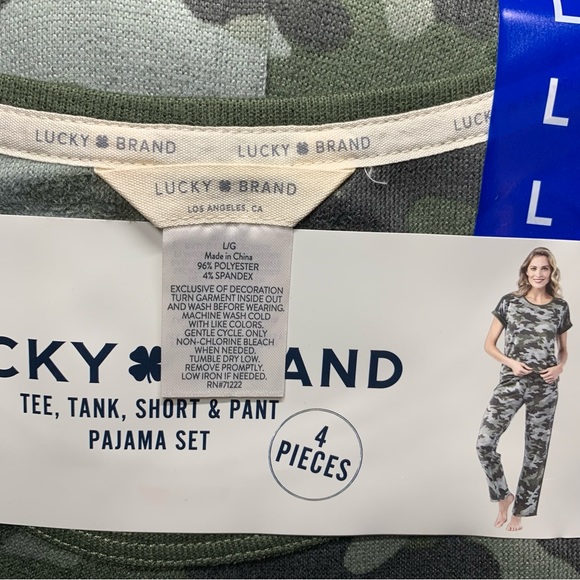 L
L
LUCKY BRAND
LUCKY BRAND
LUCKY
LUCKY BRAND
LOS ANGELES, CA
L/G
Made in China
96% POLYESTER
4% SPANDEX
EXCLUSIVE OF DECORATION
TURN GARMENT INSIDE OUT
AND WASH BEFORE WEARING.
MACHINE WASH COLD
WITH LIKE COLORS.
GENTLE CYCLE. ONLY
NON-CHLORINE BLEACH
WHEN NEEDED.
TUMBLE DRY LOW.
REMOVE PROMPTLY.
LOW IRON IF NEEDED.
RN#71222
UCKY BRAND
TEE, TANK, SHORT & PANT
PAJAMA SET
4
PIECES